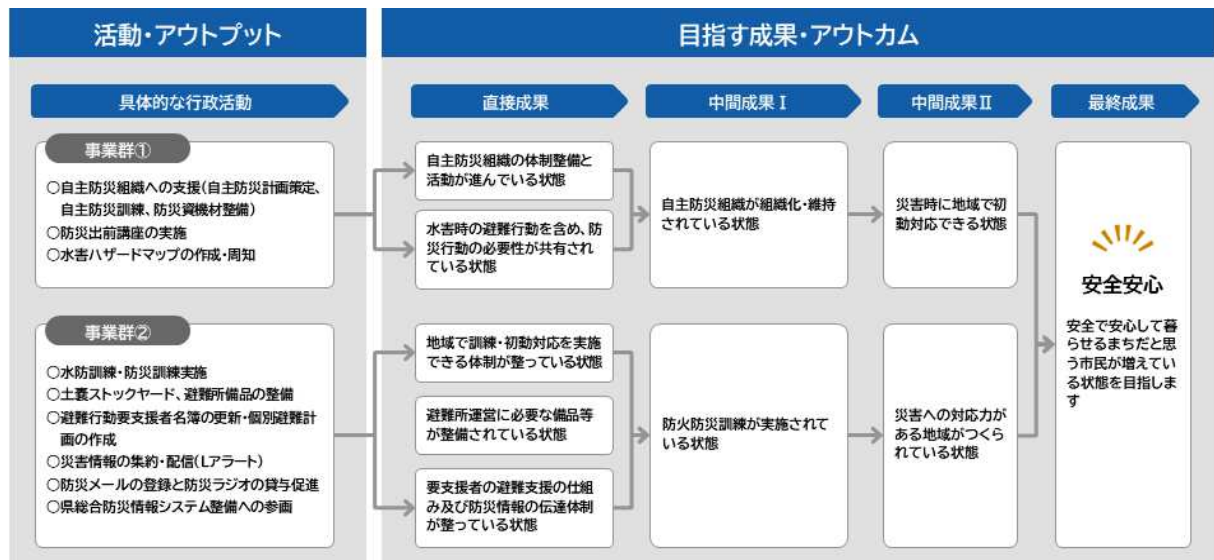 活動・アウトプット
目指す成果・アウトカム
具体的な行政活動
直接成果
中間成果Ⅰ
中間成果Ⅱ
最終成果
事業群①
○自主防災組織への支援(自主防災計画策定、
自主防災訓練、防災資機材整備)
○防災出前講座の実施
○水害ハザードマップの作成・周知
自主防災組織の体制整備と
活動が進んでいる状態
水害時の避難行動を含め、防
災行動の必要性が共有され
ている状態
自主防災組織が組織化・維持
されている状態
災害時に地域で初
動対応できる状態
事業群②
○水防訓練・防災訓練実施
○土嚢ストックヤード、避難所備品の整備
○避難行動要支援者名簿の更新・個別避難計
画の作成
○災害情報の集約・配信(Lアラート)
○防災メールの登録と防災ラジオの貸与促進
○県総合防災情報システム整備への参画
地域で訓練・初動対応を実施
できる体制が整っている状態
避難所運営に必要な備品等
が整備されている状態
要支援者の避難支援の仕組
み及び防災情報の伝達体制
が整っている状態
防火防災訓練が実施されて
いる状態
災害への対応力が
ある地域がつくら
れている状態
安全安心
安全で安心して暮
らせるまちだと思
う市民が増えてい
る状態を目指しま
す